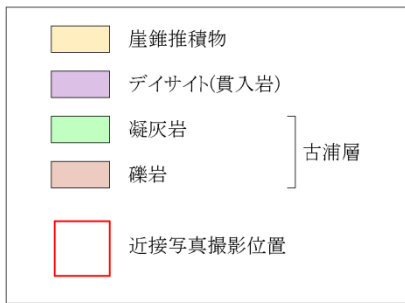 崖錐推積物
デイサイト(貫入岩)
凝灰岩
古浦層
礫岩
近接写真撮影位置